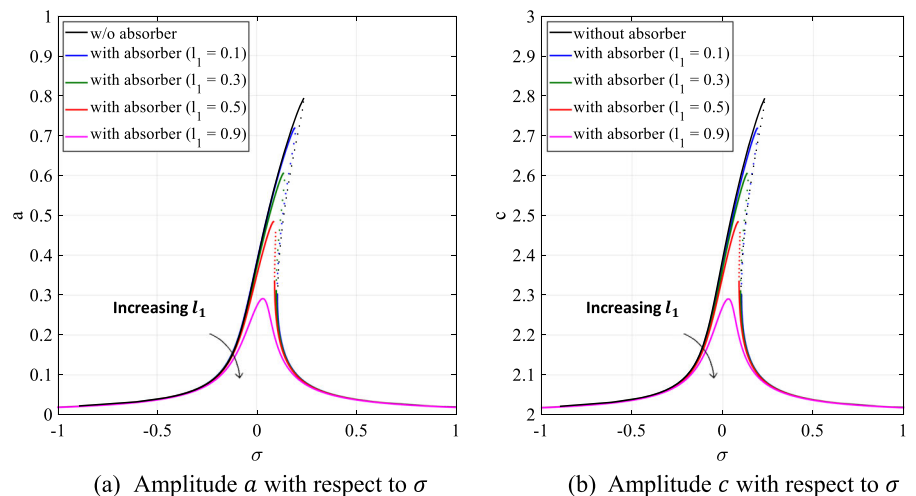 (a)
1
0.9
0.8
0.7
0.6
0.5
0.4
0.3
0.2
0.1
0
a
w/o absorber
with absorber (l1 = 0.1)
with absorber (l1 = 0.3)
with absorber (l1 = 0.5)
with absorber (l1 = 0.9)
Increasing l1
-1 -0.5 0 0.5 1
σ
(a) Amplitude a with respect to σ
(b)
3
2.9
2.8
2.7
2.6
2.5
2.4
2.3
2.2
2.1
2
c
without absorber
with absorber (l1 = 0.1)
with absorber (l1 = 0.3)
with absorber (l1 = 0.5)
with absorber (l1 = 0.9)
Increasing l1
-1 -0.5 0 0.5 1
σ
(b) Amplitude c with respect to σ